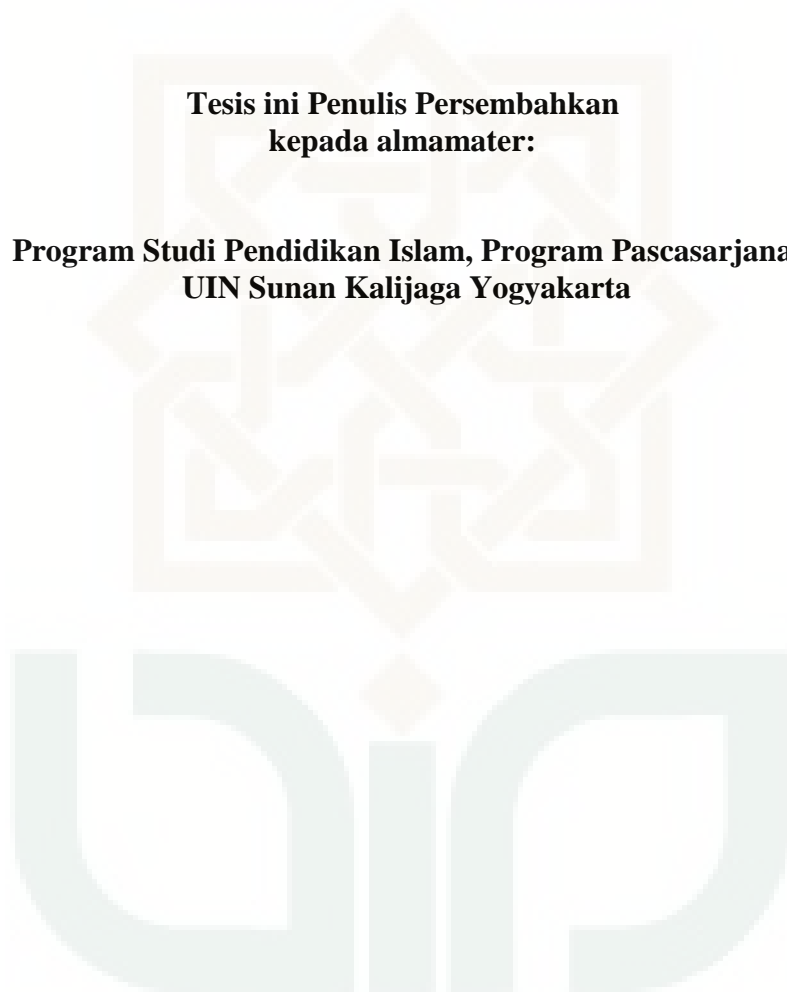 Tesis ini Penulis Persembahkan
kepada almamater:
Program Studi Pendidikan Islam, Program Pascasarjana
UIN Sunan Kalijaga Yogyakarta